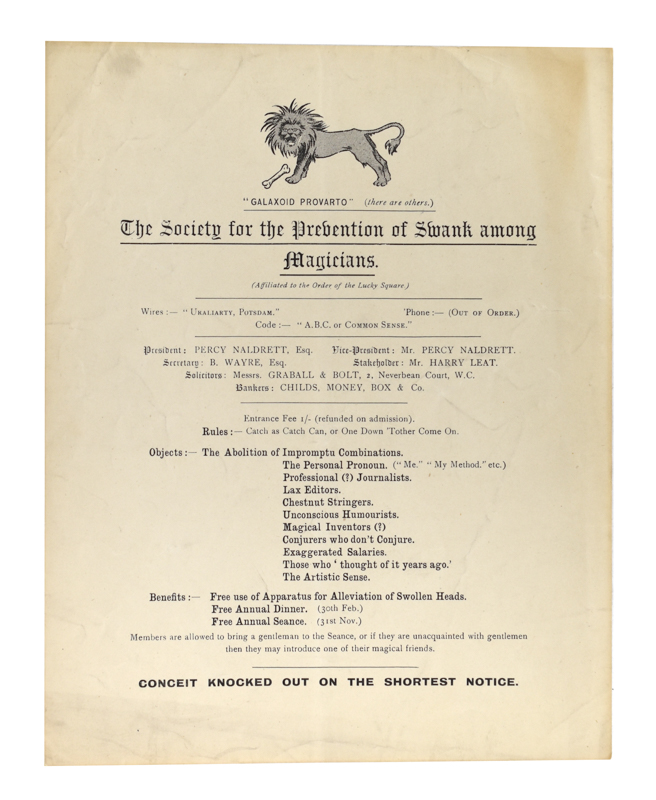 "GALAXOID PROVARTO" (there are others.)
The Society for the Prevention of Swank among
Magicians.
(Affiliated to the Order of the Lucky Square.)
Wires :— "Ukaliarty, Potsdam." 'Phone :— (Out of Order.)
Code :— "A.B.C. or Common Sense."
President: PERCY NALDRETT, Esq. Vice-President: Mr. PERCY NALDRETT.
Secretary: B. WAYRE, Esq. Stakeholder: Mr. HARRY LEAT.
Solicitors: Messrs. GRABALL & BOLT, 2, Neverbean Court, W.C.
Bankers: CHILDS, MONEY, BOX & Co.
Entrance Fee 1/- (refunded on admission).
Rules :— Catch as Catch Can, or One Down 'Tother Come On.
Objects :— The Abolition of Impromptu Combinations.
The Personal Pronoun. ("Me." "My Method." etc.)
Professional (?) Journalists.
Lax Editors.
Chestnut Stringers.
Unconscious Humourists.
Magical Inventors (?)
Conjurers who don't Conjure.
Exaggerated Salaries.
Those who 'thought of it years ago.'
The Artistic Sense.
Benefits :— Free use of Apparatus for Alleviation of Swollen Heads.
Free Annual Dinner. (30th Feb.)
Free Annual Seance. (31st Nov.)
Members are allowed to bring a gentleman to the Seance, or if they are unacquainted with gentlemen
then they may introduce one of their magical friends.
CONCEIT KNOCKED OUT ON THE SHORTEST NOTICE.